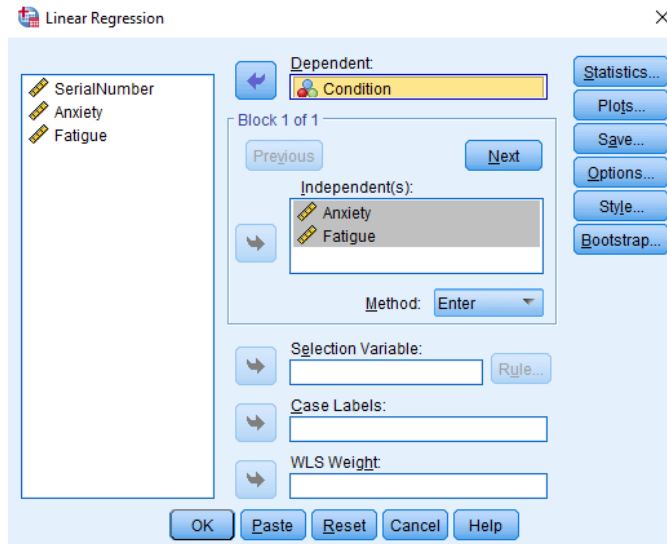 Linear Regression
SerialNumber
Anxiety
Fatigue
Dependent:
Condition
Block 1 of 1
Previous
Next
Independent(s):
Anxiety
Fatigue
Method:
Enter
Selection Variable:
Rule...
Case Labels:
WLS Weight:
Statistics...
Plots...
Save...
Options...
Style...
Bootstrap...
OK
Paste
Reset
Cancel
Help